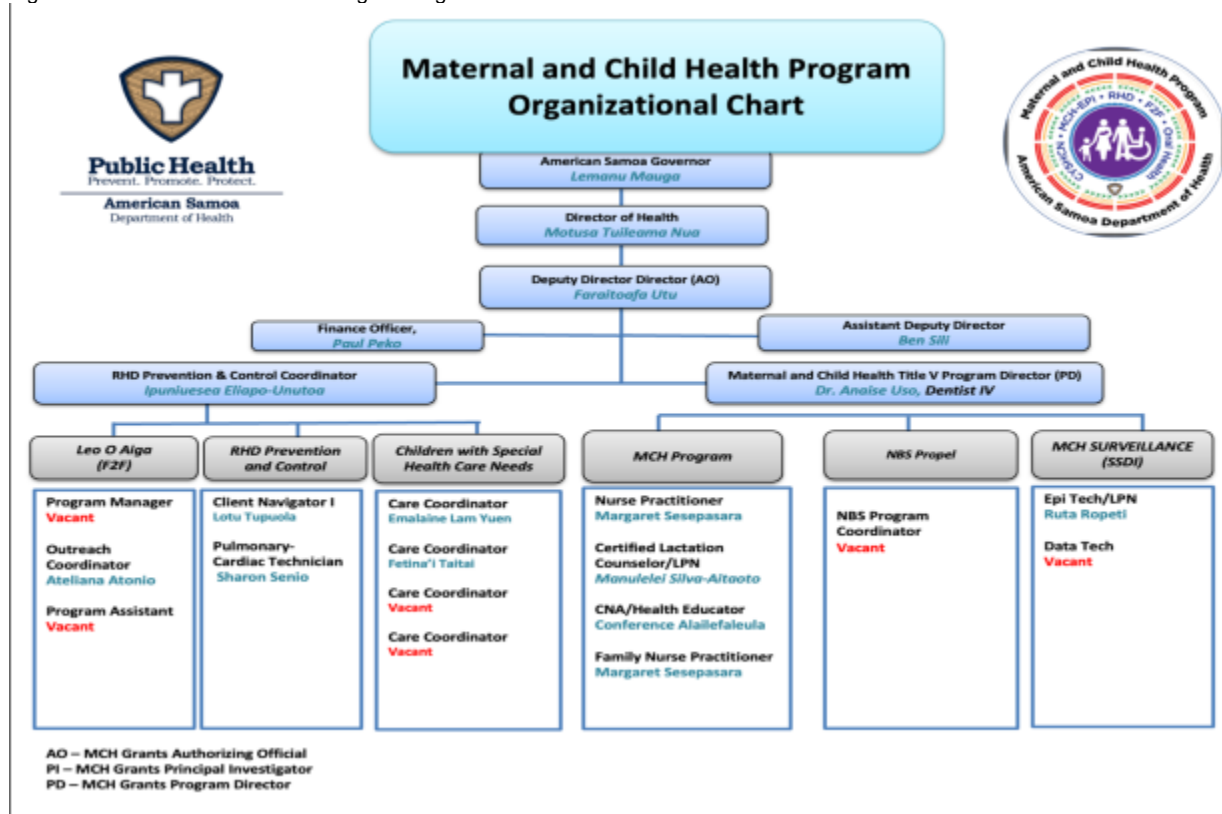 Maternal and Child Health Program
Organizational Chart
Public Health
Prevent. Promote. Protect.
American Samoa
Department of Health
Maternal and Child Health Program
CYSHCN • MCH-EPI • RHD • F2F • Oral Health
American Samoa Department of Health
American Samoa Governor
Lemanu Mauga
Director of Health
Motusa Tuileama Nua
Deputy Director Director (AO)
Faraitoafa Utu
Finance Officer,
Paul Peko
Assistant Deputy Director
Ben Sili
RHD Prevention & Control Coordinator
Ipuniuesea Eliapo-Unutoa
Maternal and Child Health Title V Program Director (PD)
Dr. Anaise Uso, Dentist IV
Leo O Aiga
(F2F)
Program Manager
Vacant
Outreach
Coordinator
Ateliana Atonio
Program Assistant
Vacant
RHD Prevention
and Control
Client Navigator I
Lotu Tupuola
Pulmonary-
Cardiac Technician
Sharon Senio
Children with Special
Health Care Needs
Care Coordinator
Emalaine Lam Yuen
Care Coordinator
Fetina'i Taitai
Care Coordinator
Vacant
Care Coordinator
Vacant
MCH Program
Nurse Practitioner
Margaret Sesepasara
Certified Lactation
Counselor/LPN
Manulelei Silva-Aitaoto
CNA/Health Educator
Conference Alailefaleula
Family Nurse Practitioner
Margaret Sesepasara
NBS Propel
NBS Program
Coordinator
Vacant
MCH SURVEILLANCE
(SSDI)
Epi Tech/LPN
Ruta Ropeti
Data Tech
Vacant
AO – MCH Grants Authorizing Official
PI – MCH Grants Principal Investigator
PD – MCH Grants Program Director